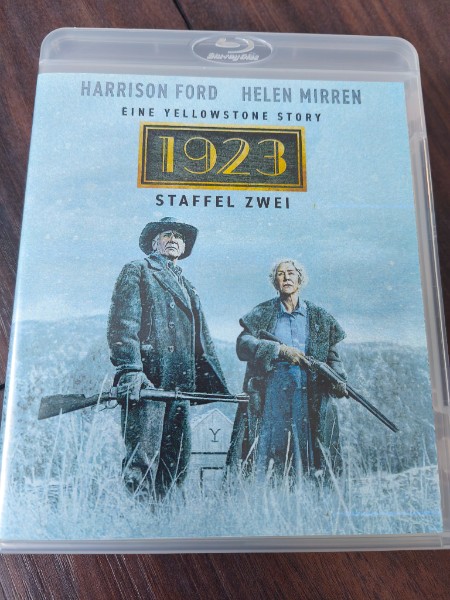 Blu-ray Disc
HARRISON FORD HELEN MIRREN
EINE YELLOWSTONE STORY
1923
STAFFEL ZWEI
Y